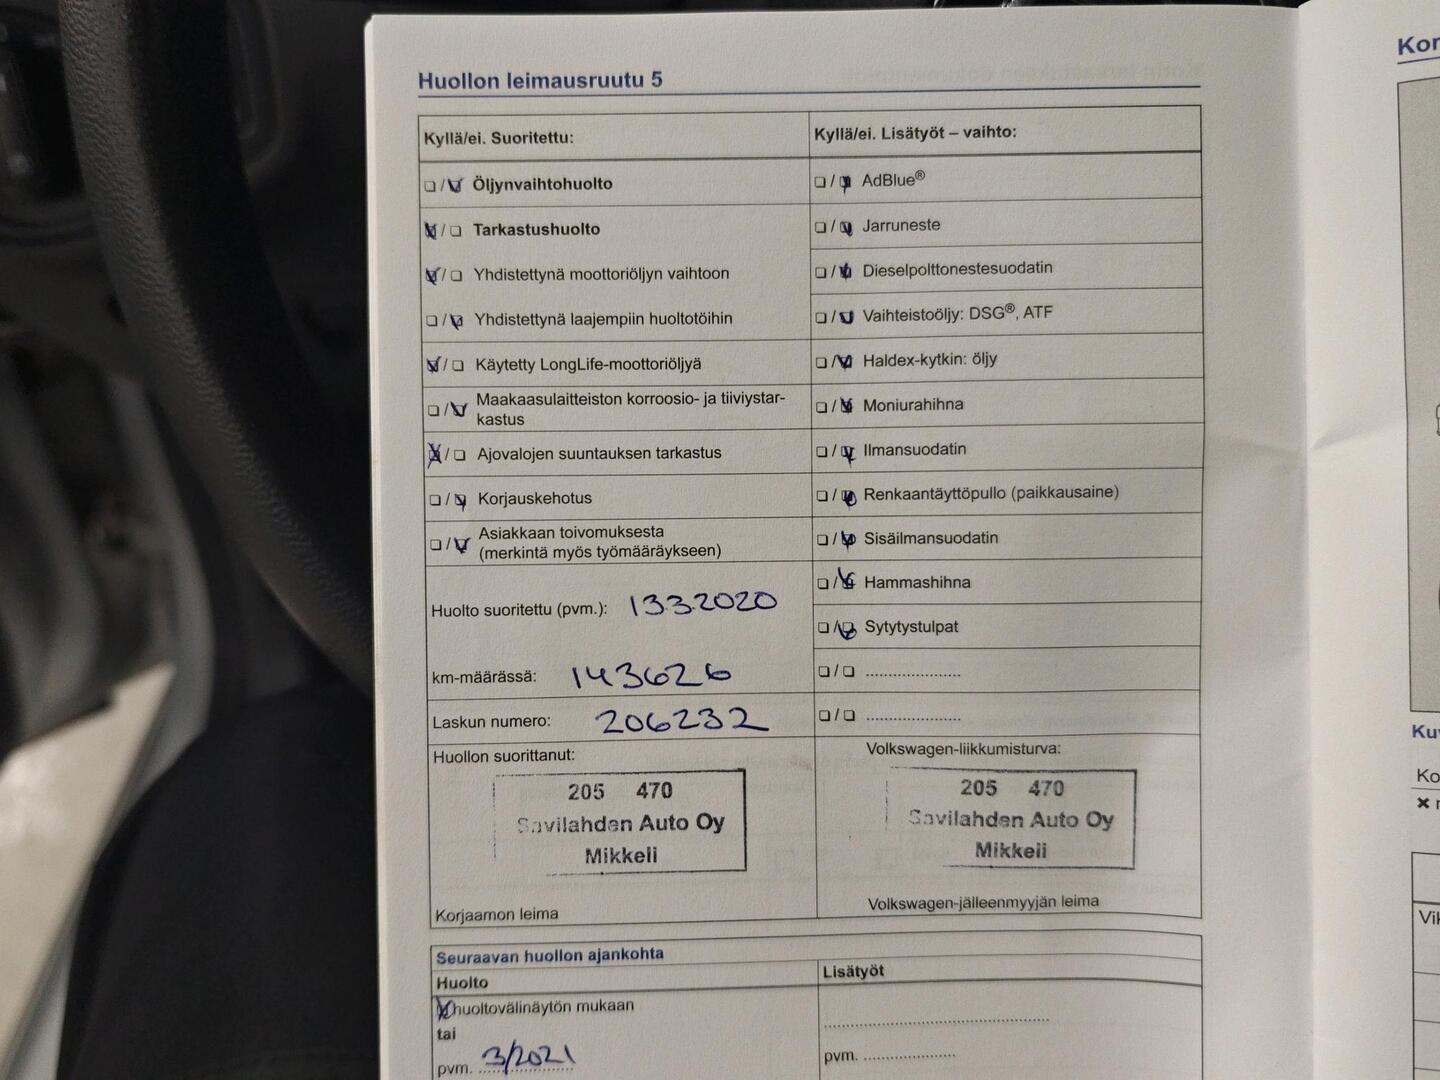 Huollon leimausruutu 5
Kyllä/ei. Suoritettu:
Öljynvaihtohuolto
Tarkastushuolto
Yhdistettynä moottoriöljyn vaihtoon
Yhdistettynä laajempiin huoltotöihin
Käytetty LongLife-moottoriöljyä
Maakaasulaitteiston korroosio- ja tiiviystar-
kastus
Ajovalojen suuntauksen tarkastus
Korjauskehotus
Asiakkaan toivomuksesta
(merkintä myös työmääräykseen)
Huolto suoritettu (pvm.): 13.3.2020
km-määrässä: 143626
Laskun numero: 206232
Huollon suorittanut:
205 470
Savilahden Auto Oy
Mikkeli
Korjaamon leima
Kyllä/ei. Lisätyöt – vaihto:
AdBlue®
Jarruneste
Dieselpolttonestesuodatin
Vaihteistoöljy: DSG®, ATF
Haldex-kytkin: öljy
Moniurahihna
Ilmansuodatin
Renkaantäyttöpullo (paikkausaine)
Sisäilmansuodatin
Hammashihna
Sytytystulpat
Volkswagen-liikkumisturva:
205 470
Savilahden Auto Oy
Mikkeli
Volkswagen-jälleenmyyjän leima
Seuraavan huollon ajankohta
Huolto
huoltovälinäytön mukaan
tai
pvm. 3/2021
Lisätyöt
pvm.